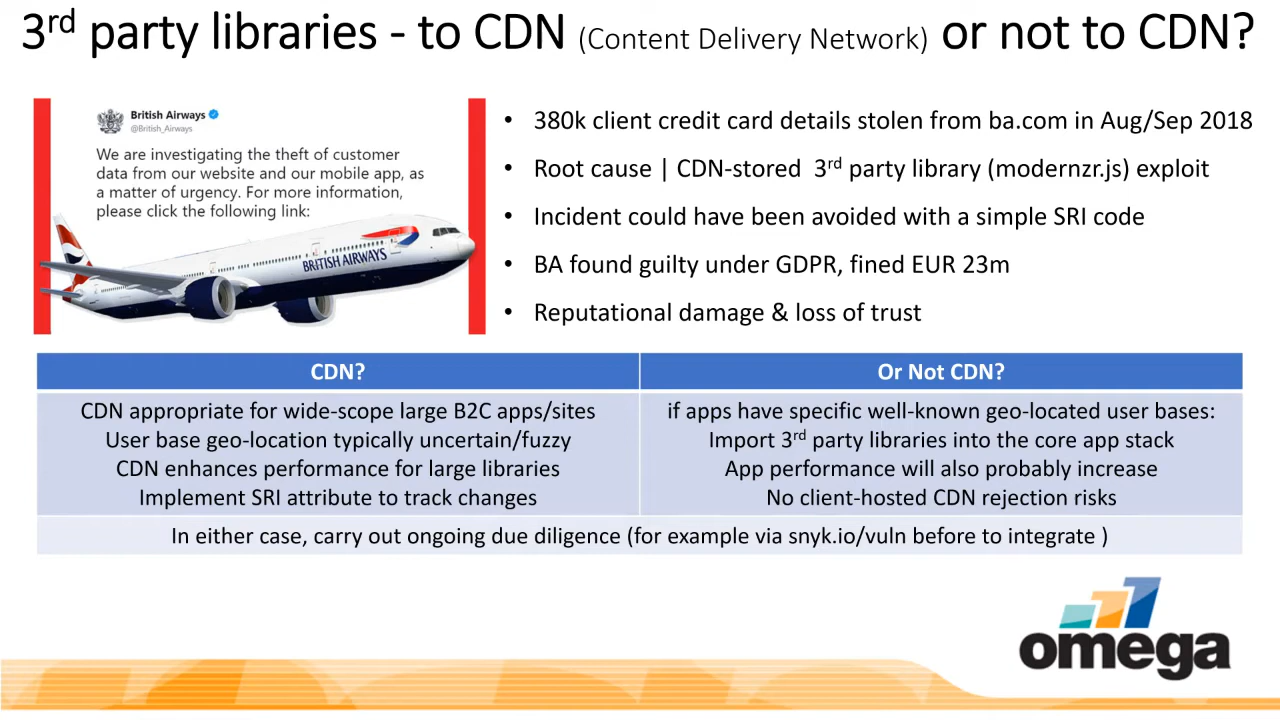 3rd party libraries - to CDN (Content Delivery Network) or not to CDN?
British Airways
@British_Airways
We are investigating the theft of customer
data from our website and our mobile app, as
a matter of urgency. For more information,
please click the following link:
BRITISH AIRWAYS
• 380k client credit card details stolen from ba.com in Aug/Sep 2018
• Root cause | CDN-stored 3rd party library (modernzr.js) exploit
• Incident could have been avoided with a simple SRI code
• BA found guilty under GDPR, fined EUR 23m
• Reputational damage & loss of trust
CDN?
CDN appropriate for wide-scope large B2C apps/sites
User base geo-location typically uncertain/fuzzy
CDN enhances performance for large libraries
Implement SRI attribute to track changes
Or Not CDN?
if apps have specific well-known geo-located user bases:
Import 3rd party libraries into the core app stack
App performance will also probably increase
No client-hosted CDN rejection risks
In either case, carry out ongoing due diligence (for example via snyk.io/vuln before to integrate )
omega